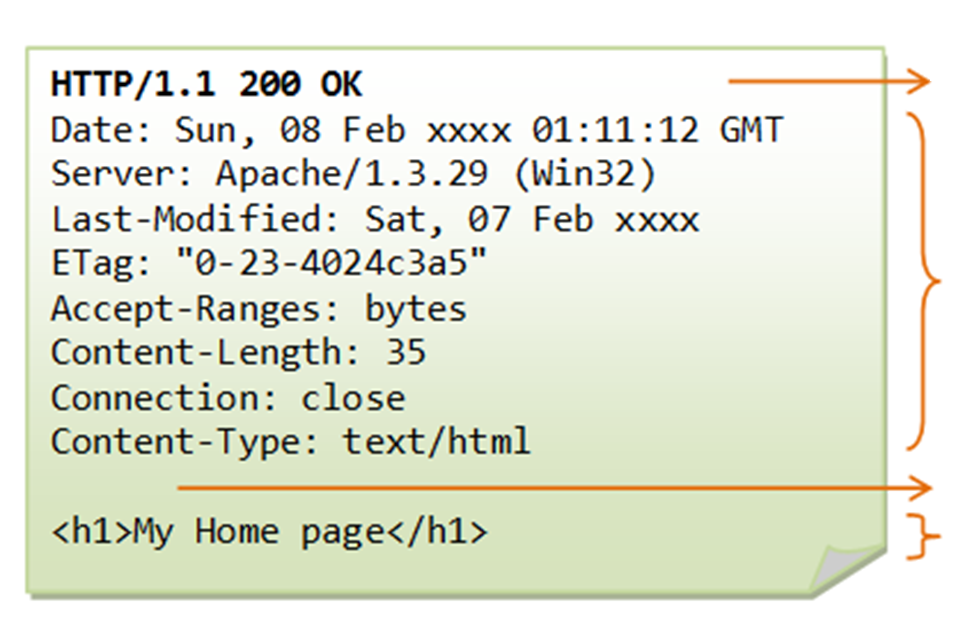 HTTP/1.1 200 OK
Date: Sun, 08 Feb xxxx 01:11:12 GMT
Server: Apache/1.3.29 (Win32)
Last-Modified: Sat, 07 Feb xxxx
ETag: "0-23-4024c3a5"
Accept-Ranges: bytes
Content-Length: 35
Connection: close
Content-Type: text/html
<h1>My Home page</h1>